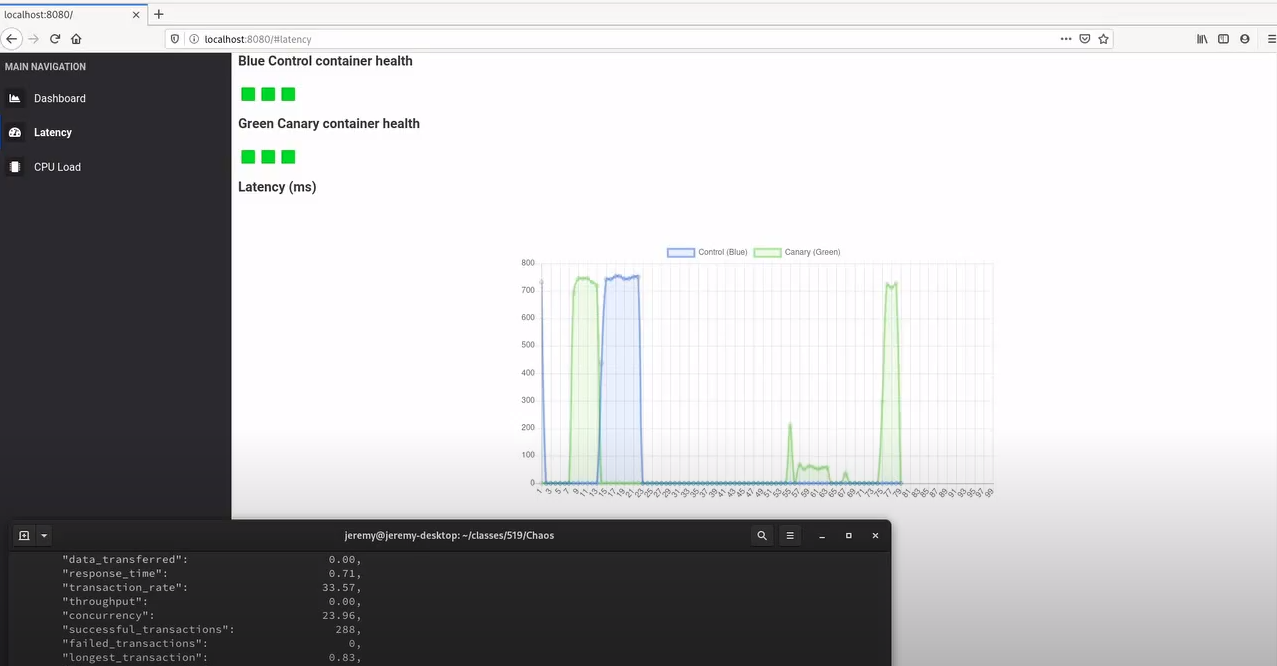 localhost:8080/
localhost:8080/#latency
MAIN NAVIGATION
Dashboard
Latency
CPU Load
Blue Control container health
Green Canary container health
Latency (ms)
Control (Blue) Canary (Green)
800
700
600
500
400
300
200
100
0
1 3 5 7 9 11 13 15 17 19 21 23 25 27 29 31 33 35 37 39 41 43 45 47 49 51 53 55 57 59 61 63 65 67 69 71 73 75 77 79 81 83 85 87 89 91 93 95 97 99
jeremy@jeremy-desktop: ~/classes/519/Chaos
"data_transferred": 0.00,
"response_time": 0.71,
"transaction_rate": 33.57,
"throughput": 0.00,
"concurrency": 23.96,
"successful_transactions": 288,
"failed_transactions": 0,
"longest_transaction": 0.83,